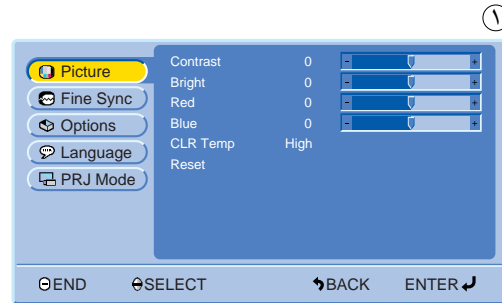 ١
Picture
Fine Sync
Options
Language
PRJ Mode
Contrast 0 - +
Bright 0 - +
Red 0 - +
Blue 0 - +
CLR Temp High
Reset
END SELECT BACK ENTER